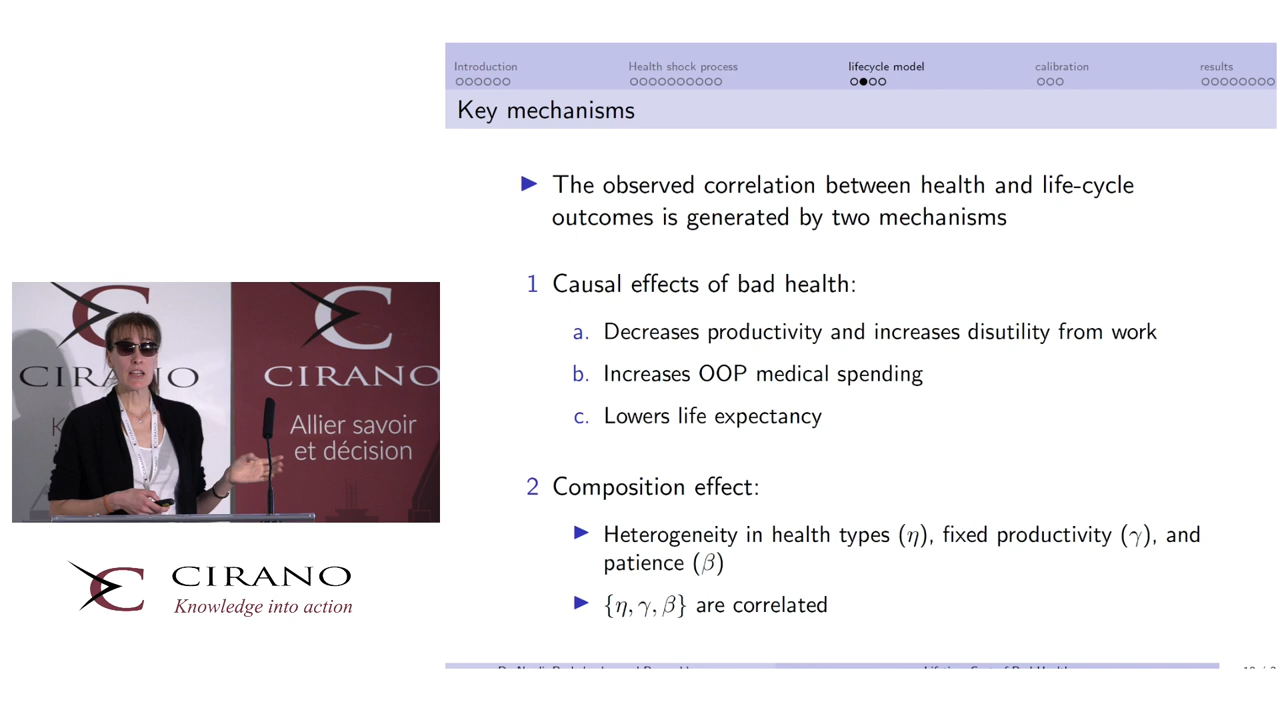 Introduction
Health shock process
lifecycle model
calibration
results
Key mechanisms
▶ The observed correlation between health and life-cycle
outcomes is generated by two mechanisms
1 Causal effects of bad health:
a. Decreases productivity and increases disutility from work
b. Increases OOP medical spending
c. Lowers life expectancy
2 Composition effect:
▶ Heterogeneity in health types (η), fixed productivity (γ), and
patience (β)
▶ {η, γ, β} are correlated
CIRANO
CIRANO
Allier savoir
et décision
CIRANO
Knowledge into action